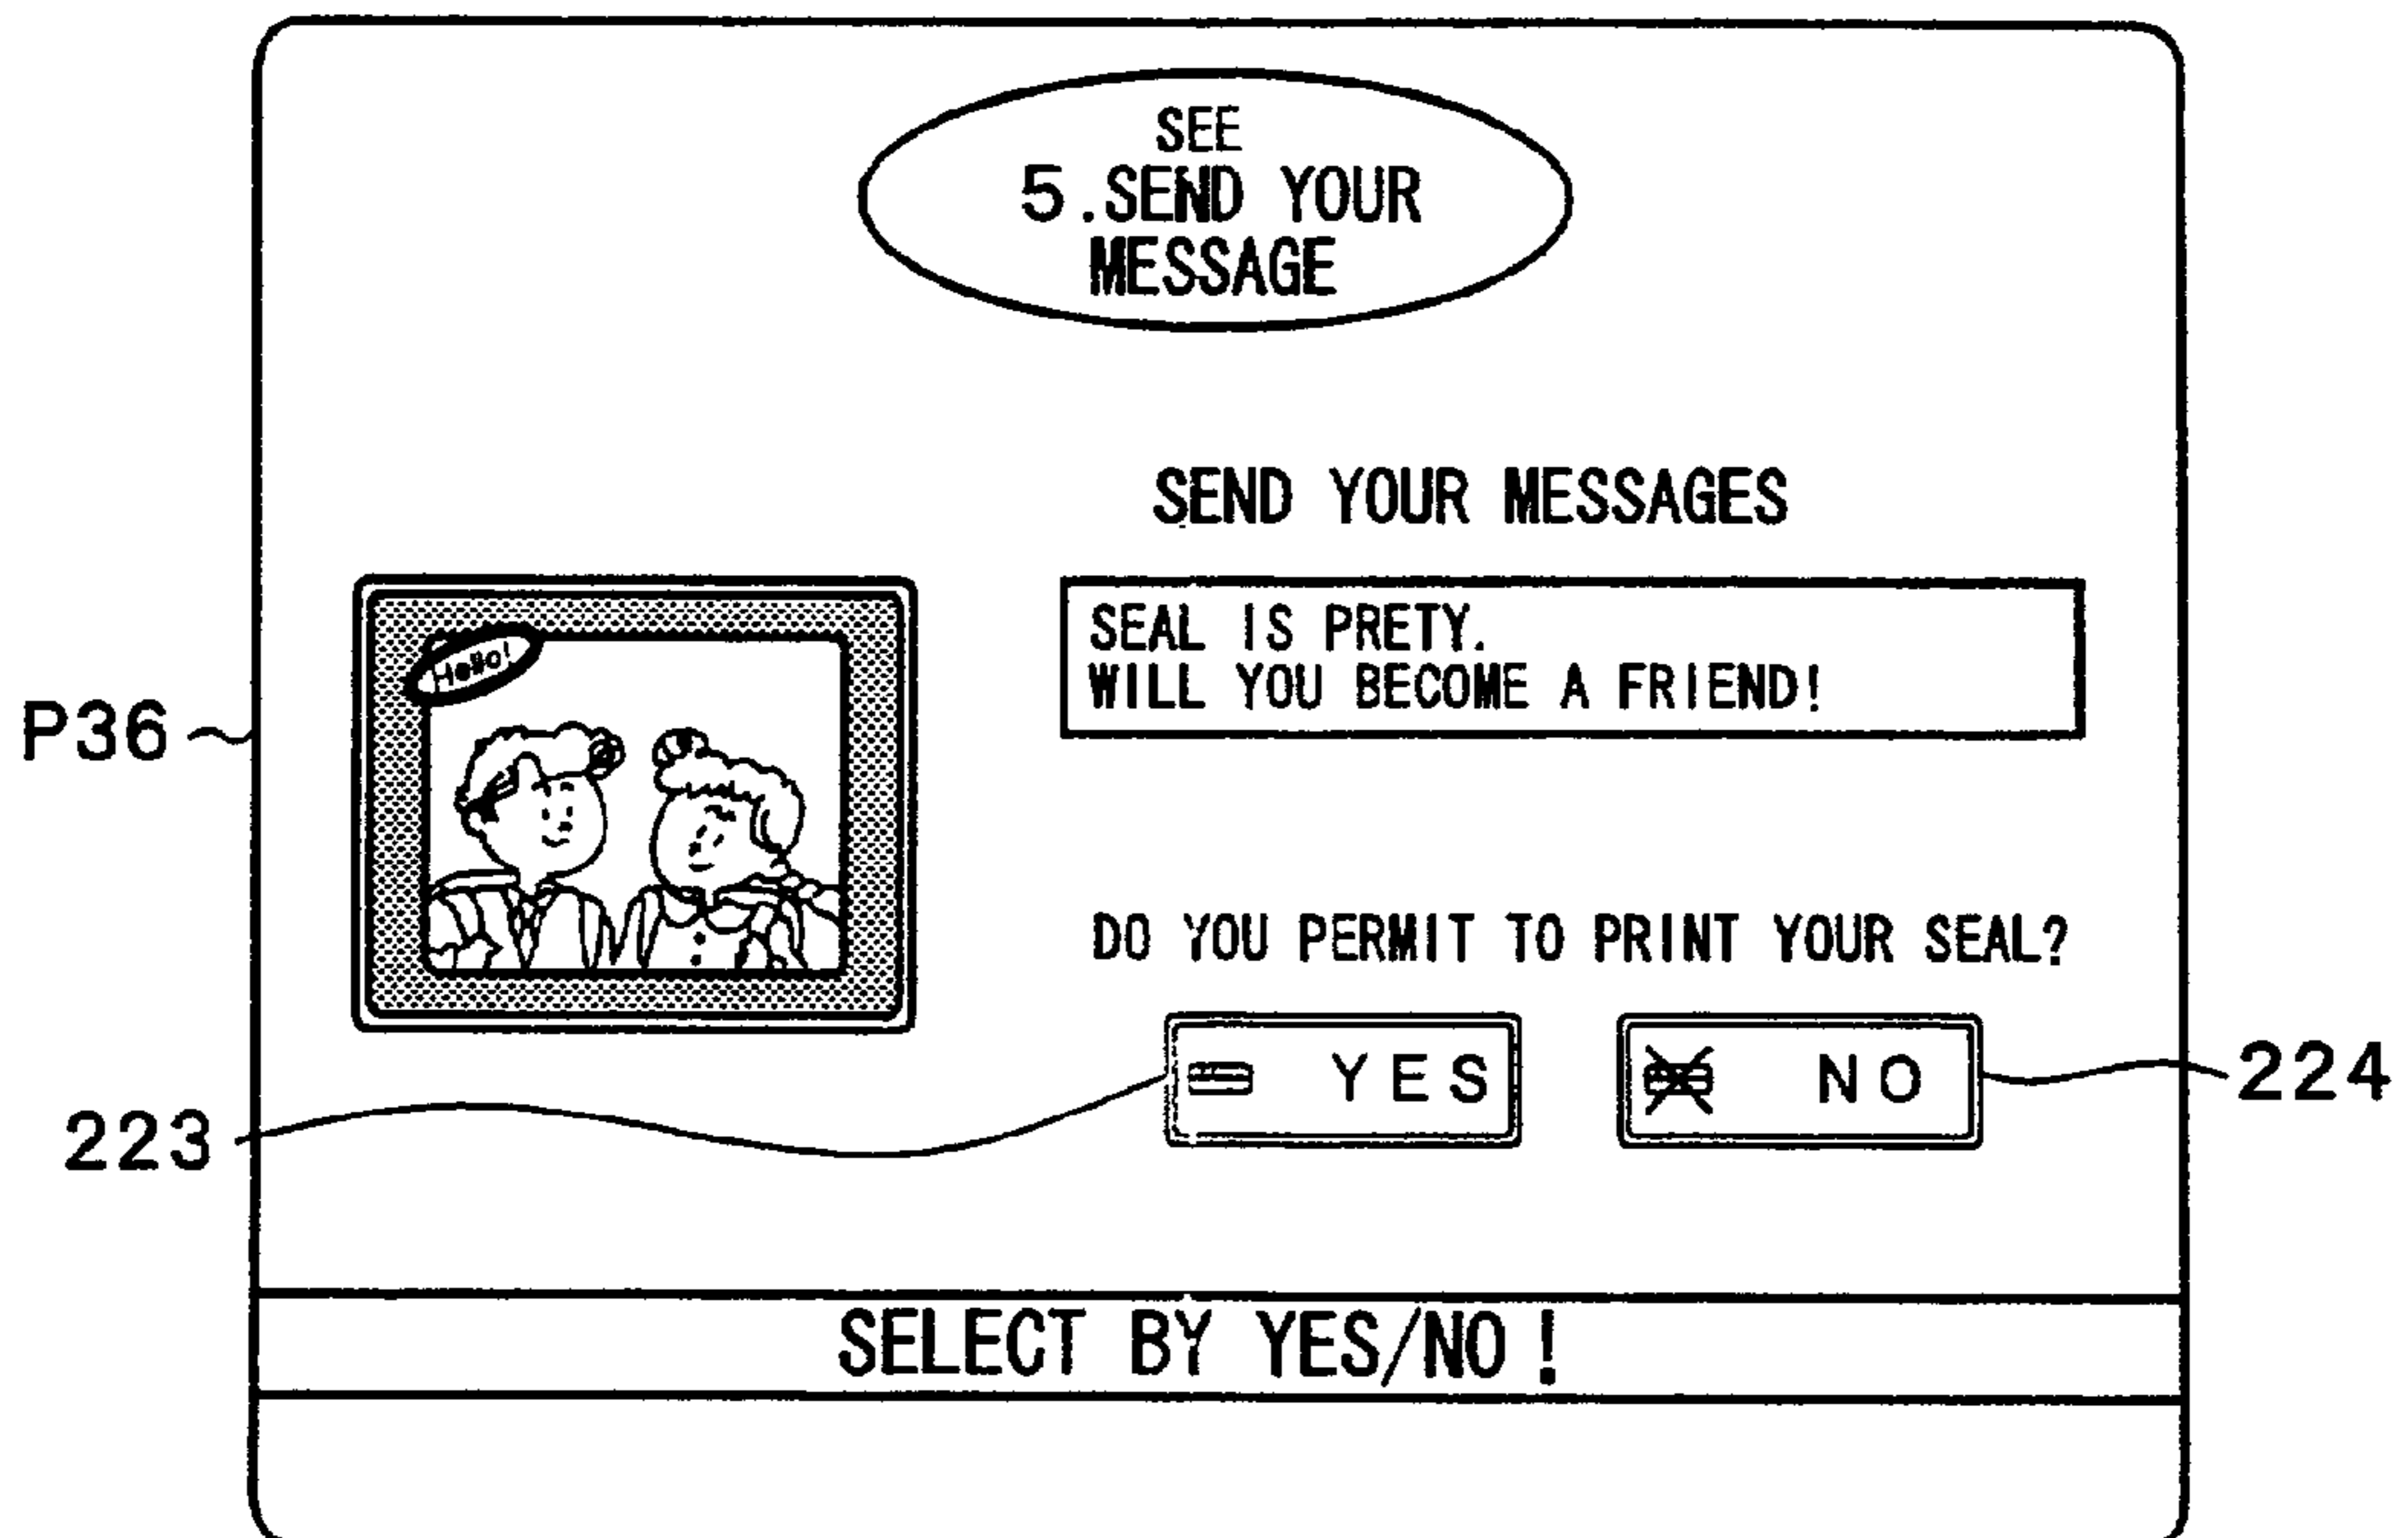 SEE
5.SEND YOUR
MESSAGE
SEND YOUR MESSAGES
Hello!
SEAL IS PRETY.
WILL YOU BECOME A FRIEND!
P36
DO YOU PERMIT TO PRINT YOUR SEAL?
YES
NO
224
223
SELECT BY YES/NO!